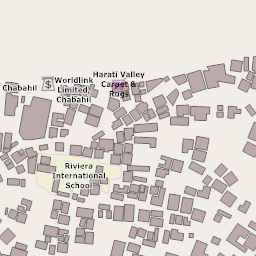 Harati Valley
Carpet &
Rugs
Worldlink
Limited,
Chabahil
Chabahil
$
Riviera
International
School